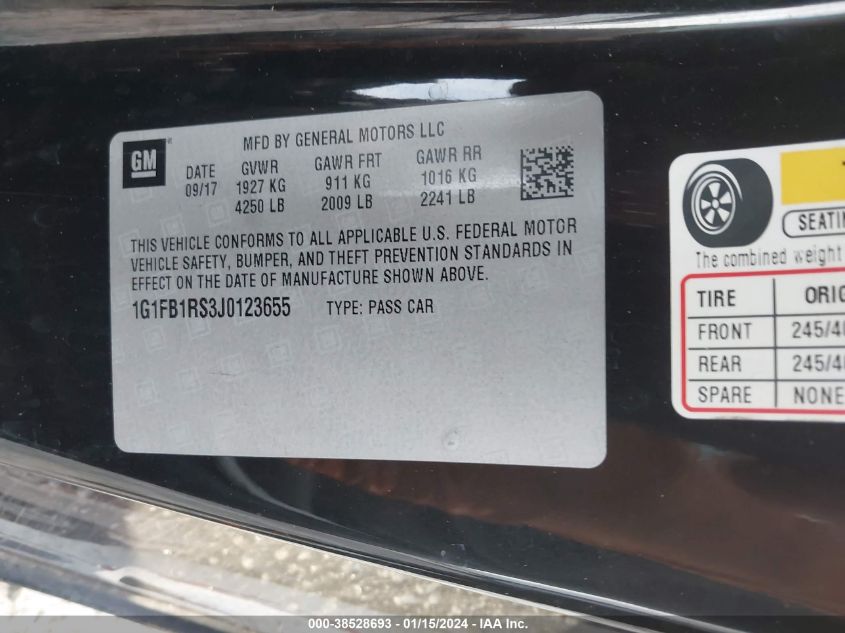 GM
MFD BY GENERAL MOTORS LLC
DATE GVWR GAWR FRT GAWR RR
09/17 1927 KG 911 KG 1016 KG
4250 LB 2009 LB 2241 LB
THIS VEHICLE CONFORMS TO ALL APPLICABLE U.S. FEDERAL MOTOR
VEHICLE SAFETY, BUMPER, AND THEFT PREVENTION STANDARDS IN
EFFECT ON THE DATE OF MANUFACTURE SHOWN ABOVE.
1G1FB1RS3J0123655 TYPE: PASS CAR
SEATIN
The combined weight
TIRE ORIG
FRONT 245/40
REAR 245/40
SPARE NONE
000-38528693 - 01/15/2024 - IAA Inc.